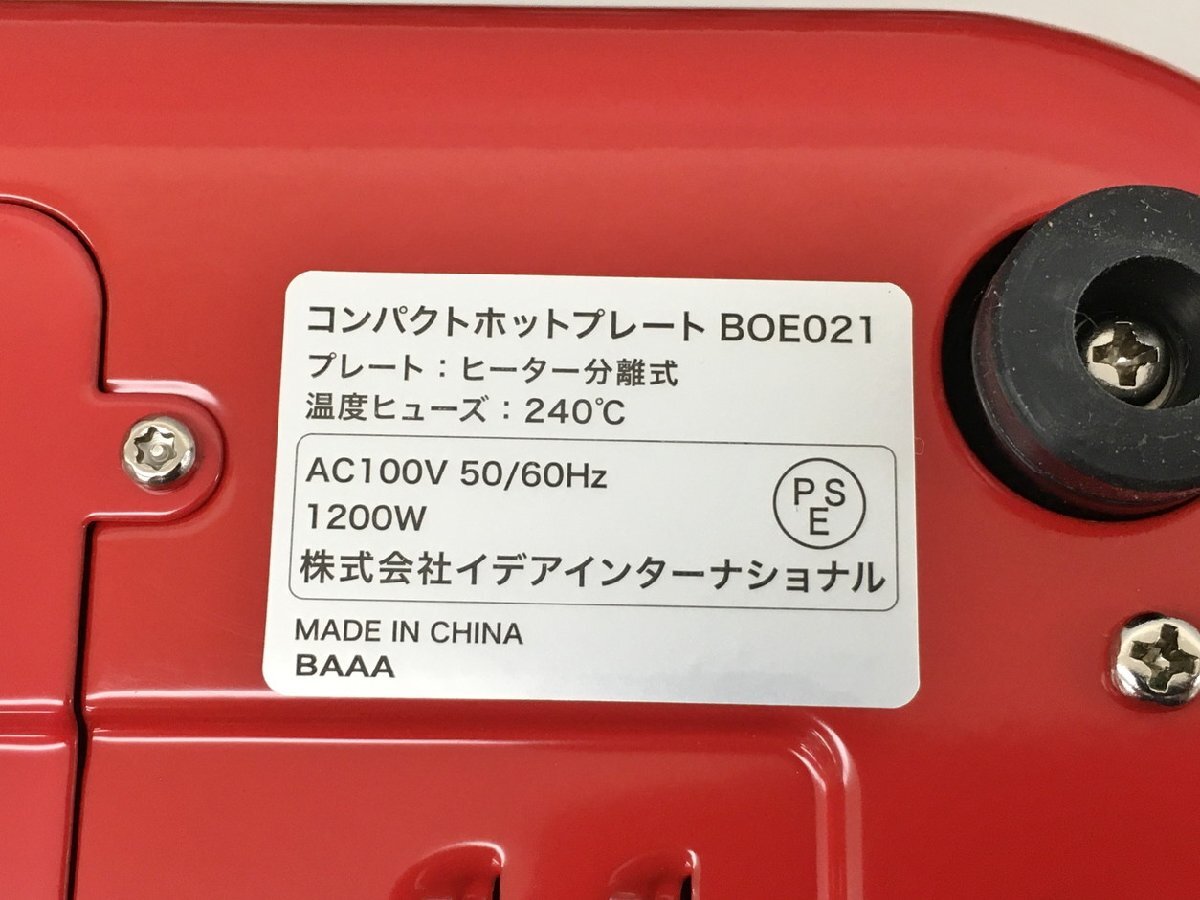 コンパクトホットプレート BOE021
プレート：ヒーター分離式
温度ヒューズ：240℃
AC100V 50/60Hz
1200W
PSE
株式会社イデアインターナショナル
MADE IN CHINA
BAAA